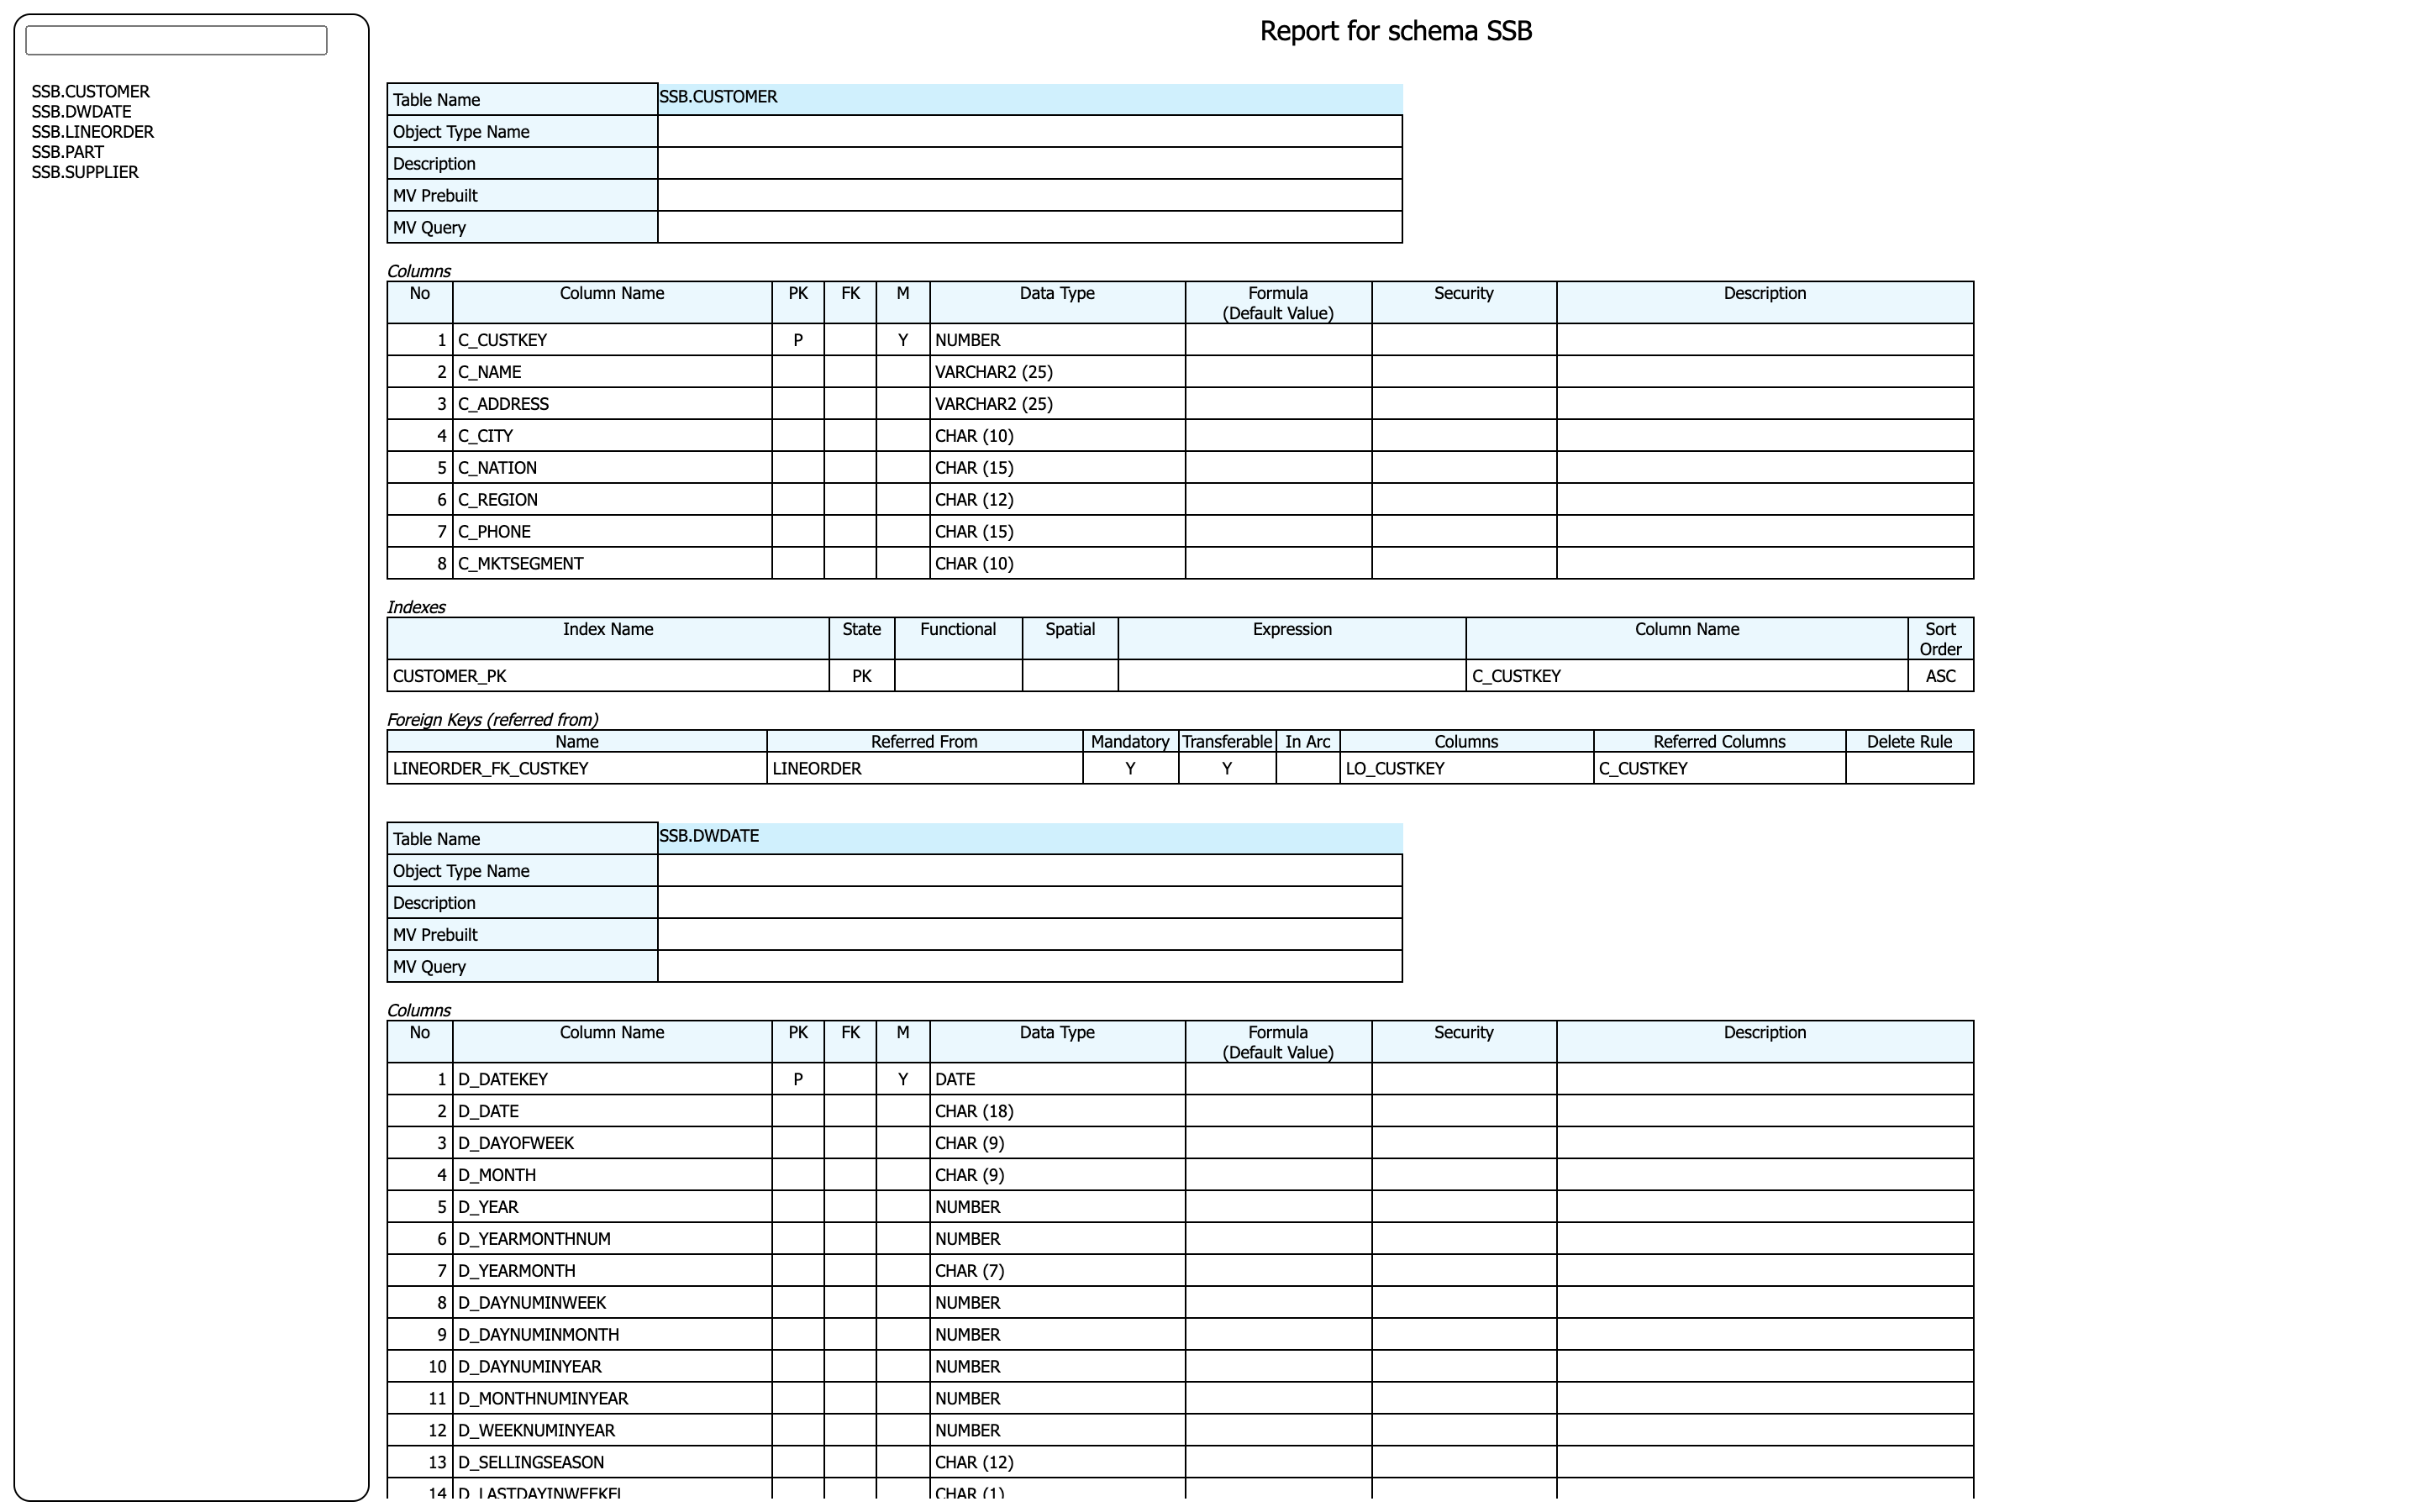 SSB.CUSTOMER
SSB.DWDATE
SSB.LINEORDER
SSB.PART
SSB.SUPPLIER
Report for schema SSB
Table Name SSB.CUSTOMER
Object Type Name
Description
MV Prebuilt
MV Query
Columns
No Column Name PK FK M Data Type Formula (Default Value) Security Description
1 C_CUSTKEY P Y NUMBER
2 C_NAME VARCHAR2 (25)
3 C_ADDRESS VARCHAR2 (25)
4 C_CITY CHAR (10)
5 C_NATION CHAR (15)
6 C_REGION CHAR (12)
7 C_PHONE CHAR (15)
8 C_MKTSEGMENT CHAR (10)
Indexes
Index Name State Functional Spatial Expression Column Name Sort Order
CUSTOMER_PK PK C_CUSTKEY ASC
Foreign Keys (referred from)
Name Referred From Mandatory Transferable In Arc Columns Referred Columns Delete Rule
LINEORDER_FK_CUSTKEY LINEORDER Y Y LO_CUSTKEY C_CUSTKEY
Table Name SSB.DWDATE
Object Type Name
Description
MV Prebuilt
MV Query
Columns
No Column Name PK FK M Data Type Formula (Default Value) Security Description
1 D_DATEKEY P Y DATE
2 D_DATE CHAR (18)
3 D_DAYOFWEEK CHAR (9)
4 D_MONTH CHAR (9)
5 D_YEAR NUMBER
6 D_YEARMONTHNUM NUMBER
7 D_YEARMONTH CHAR (7)
8 D_DAYNUMINWEEK NUMBER
9 D_DAYNUMINMONTH NUMBER
10 D_DAYNUMINYEAR NUMBER
11 D_MONTHNUMINYEAR NUMBER
12 D_WEEKNUMINYEAR NUMBER
13 D_SELLINGSEASON CHAR (12)
14 CHAR (1)